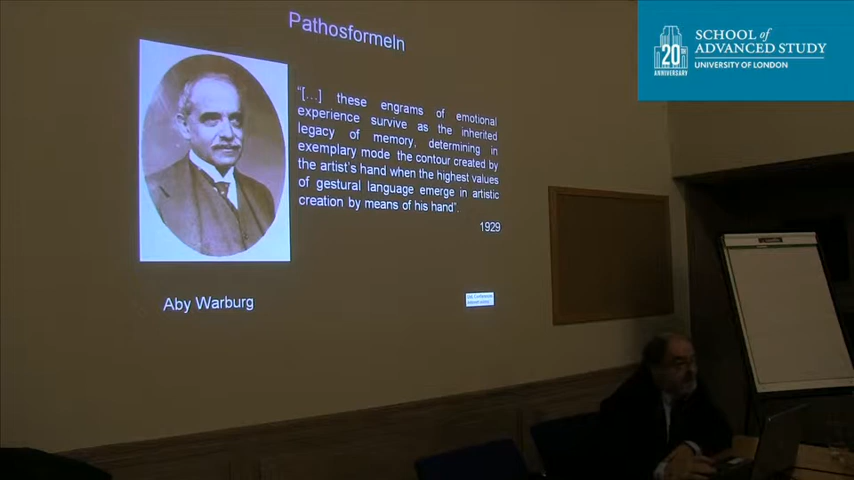 Pathosformeln
"[...] these engrams of emotional
experience survive as the inherited
legacy of memory, determining in
exemplary mode the contour created by
the artist's hand when the highest values
of gestural language emerge in artistic
creation by means of his hand".
1929
Aby Warburg
20TH
ANNIVERSARY
SCHOOL of
ADVANCED STUDY
UNIVERSITY OF LONDON